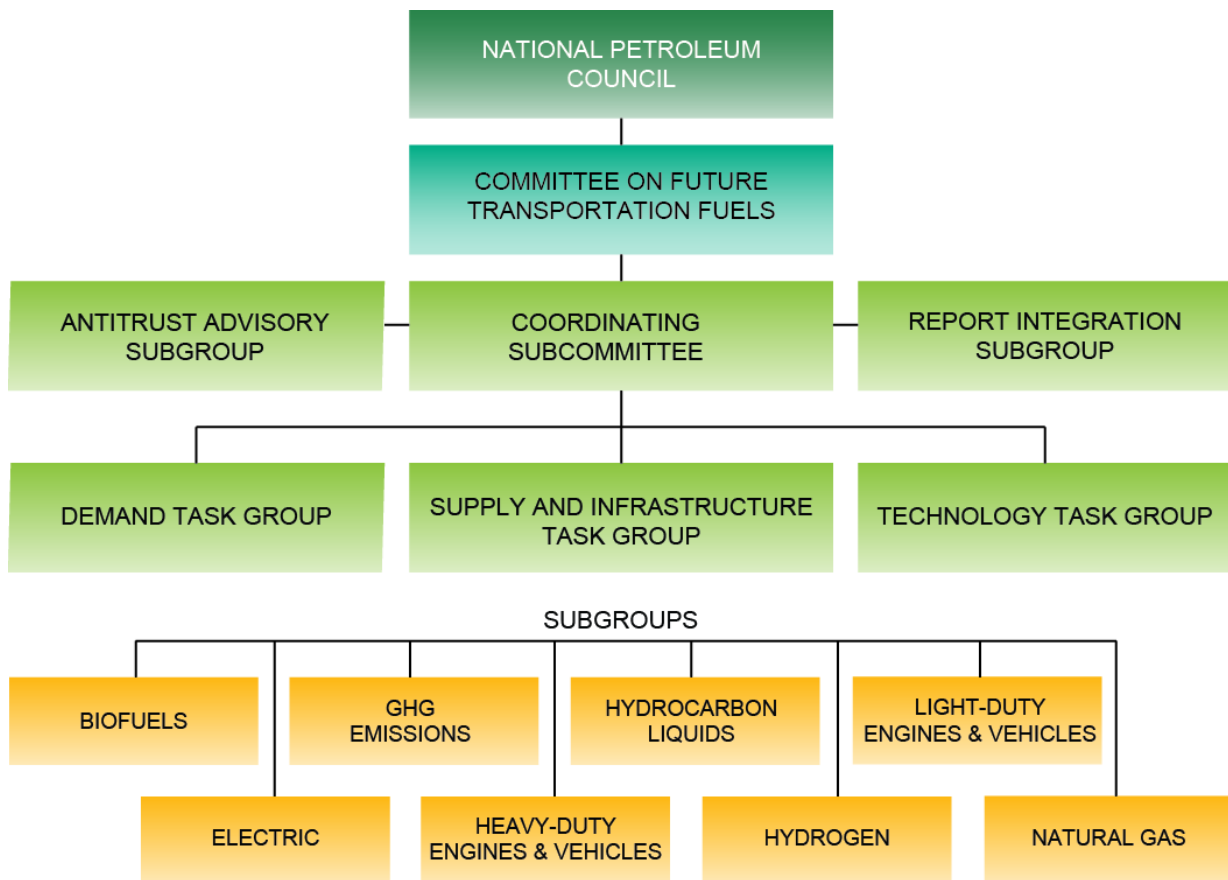 NATIONAL PETROLEUM
COUNCIL
COMMITTEE ON FUTURE
TRANSPORTATION FUELS
ANTITRUST ADVISORY
SUBGROUP
COORDINATING
SUBCOMMITTEE
REPORT INTEGRATION
SUBGROUP
DEMAND TASK GROUP
SUPPLY AND INFRASTRUCTURE
TASK GROUP
TECHNOLOGY TASK GROUP
SUBGROUPS
BIOFUELS
GHG
EMISSIONS
HYDROCARBON
LIQUIDS
LIGHT-DUTY
ENGINES & VEHICLES
ELECTRIC
HEAVY-DUTY
ENGINES & VEHICLES
HYDROGEN
NATURAL GAS